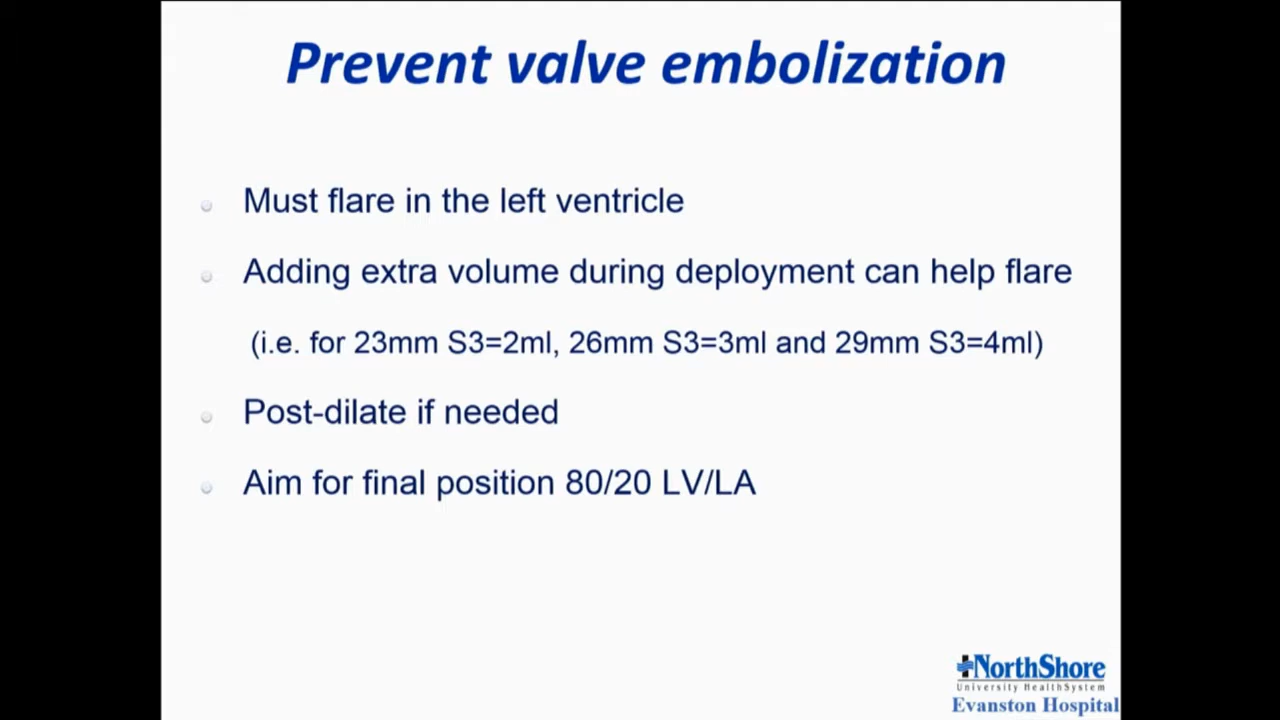 Prevent valve embolization
Must flare in the left ventricle
Adding extra volume during deployment can help flare
(i.e. for 23mm S3=2ml, 26mm S3=3ml and 29mm S3=4ml)
Post-dilate if needed
Aim for final position 80/20 LV/LA
NorthShore
University HealthSystem
Evanston Hospital